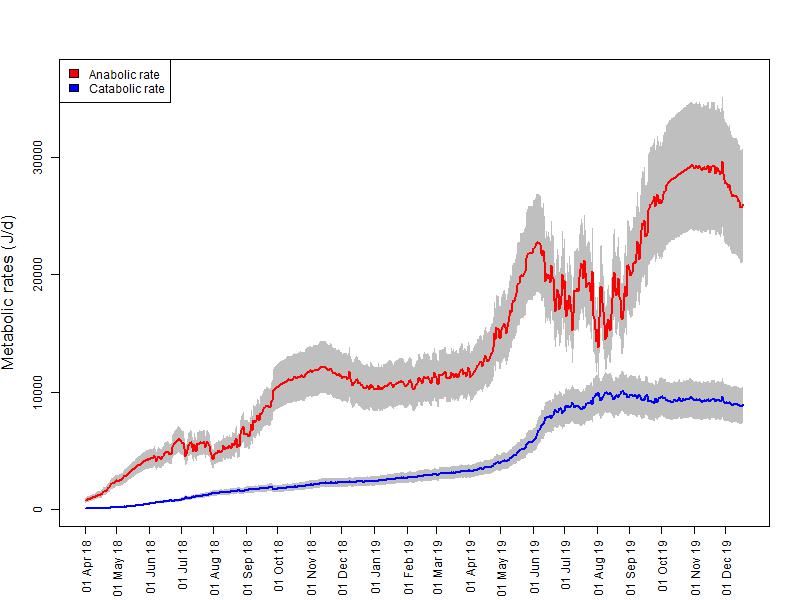 Anabolic rate
Catabolic rate
Metabolic rates (J/d)
30000
20000
10000
0
01 Apr 18
01 May 18
01 Jun 18
01 Jul 18
01 Aug 18
01 Sep 18
01 Oct 18
01 Nov 18
01 Dec 18
01 Jan 19
01 Feb 19
01 Mar 19
01 Apr 19
01 May 19
01 Jun 19
01 Jul 19
01 Aug 19
01 Sep 19
01 Oct 19
01 Nov 19
01 Dec 19